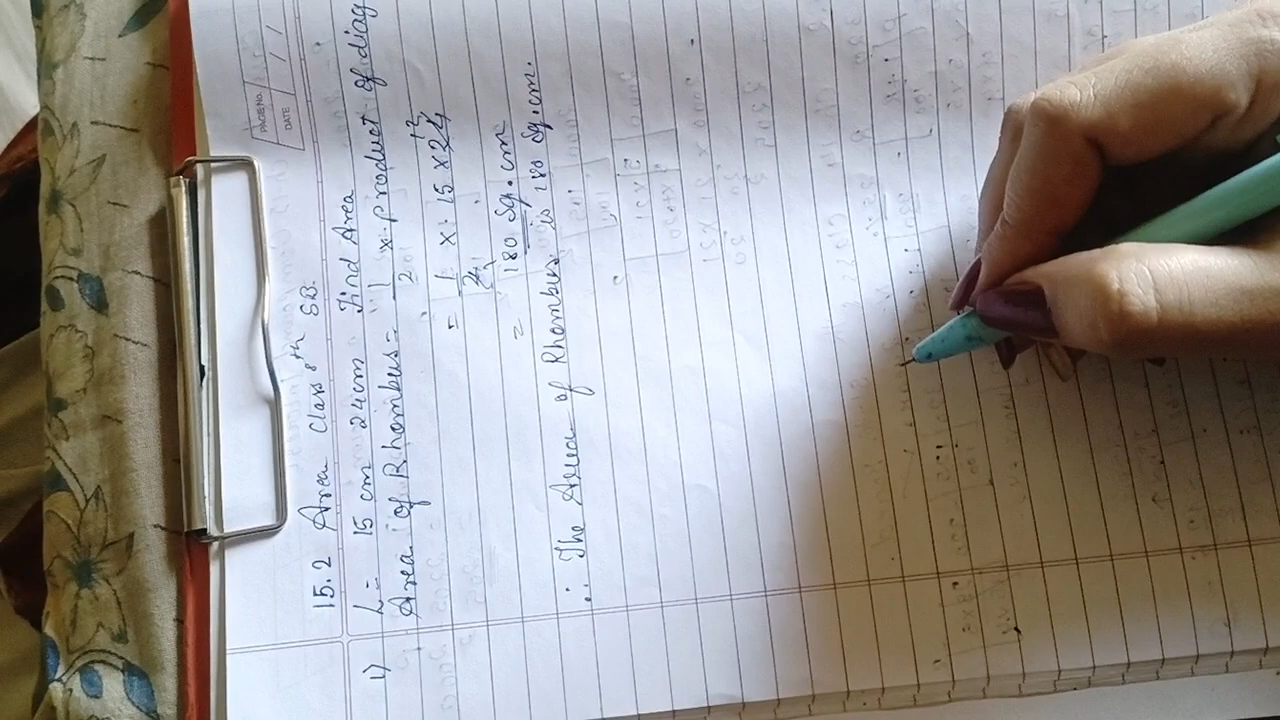 PAGE No.
DATE / /
15.2 Area Class 8th SB.
1) L= 15 cm 24cm Find Area
Area of Rhombus = 1/2 x product of diag
= 1/2 x 15 x 24 12
= 180 Sq.cm
∴ The Area of Rhombus is 180 Sq.cm.